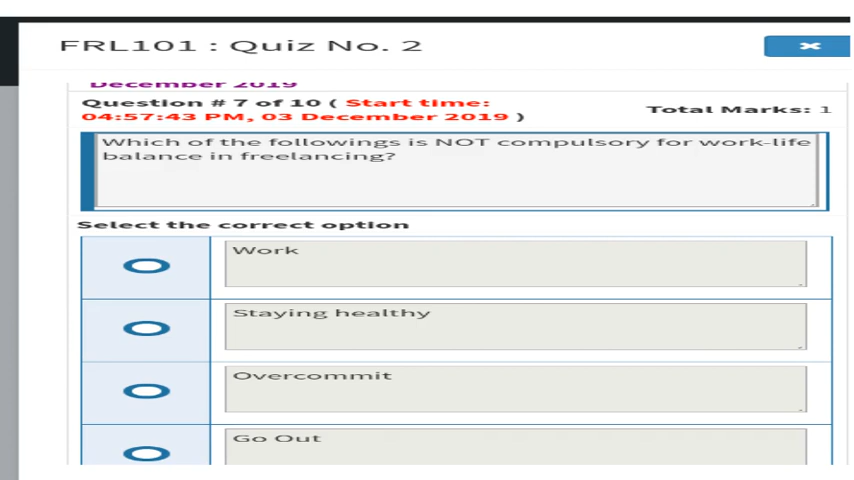 FRL101 : Quiz No. 2
December 2019
Question # 7 of 10 ( Start time:
04:57:43 PM, 03 December 2019 )
Total Marks: 1
Which of the followings is NOT compulsory for work-life
balance in freelancing?
Select the correct option
Work
Staying healthy
Overcommit
Go Out